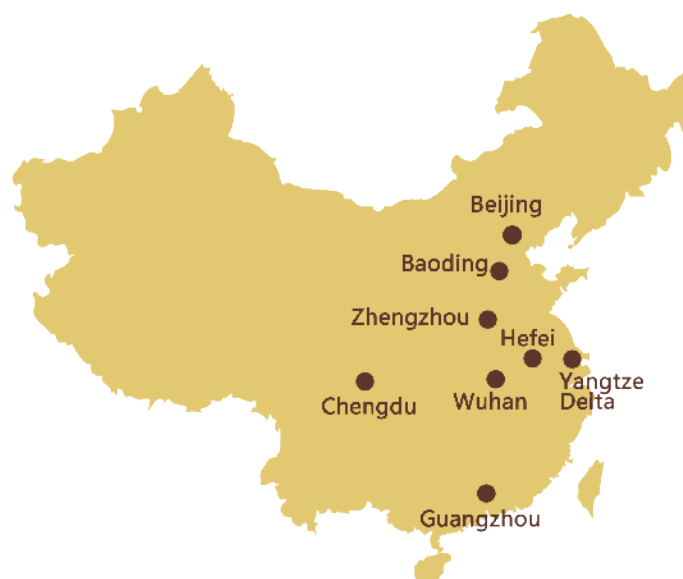 Beijing
Baoding
Zhengzhou
Hefei
Yangtze
Delta
Chengdu
Wuhan
Guangzhou